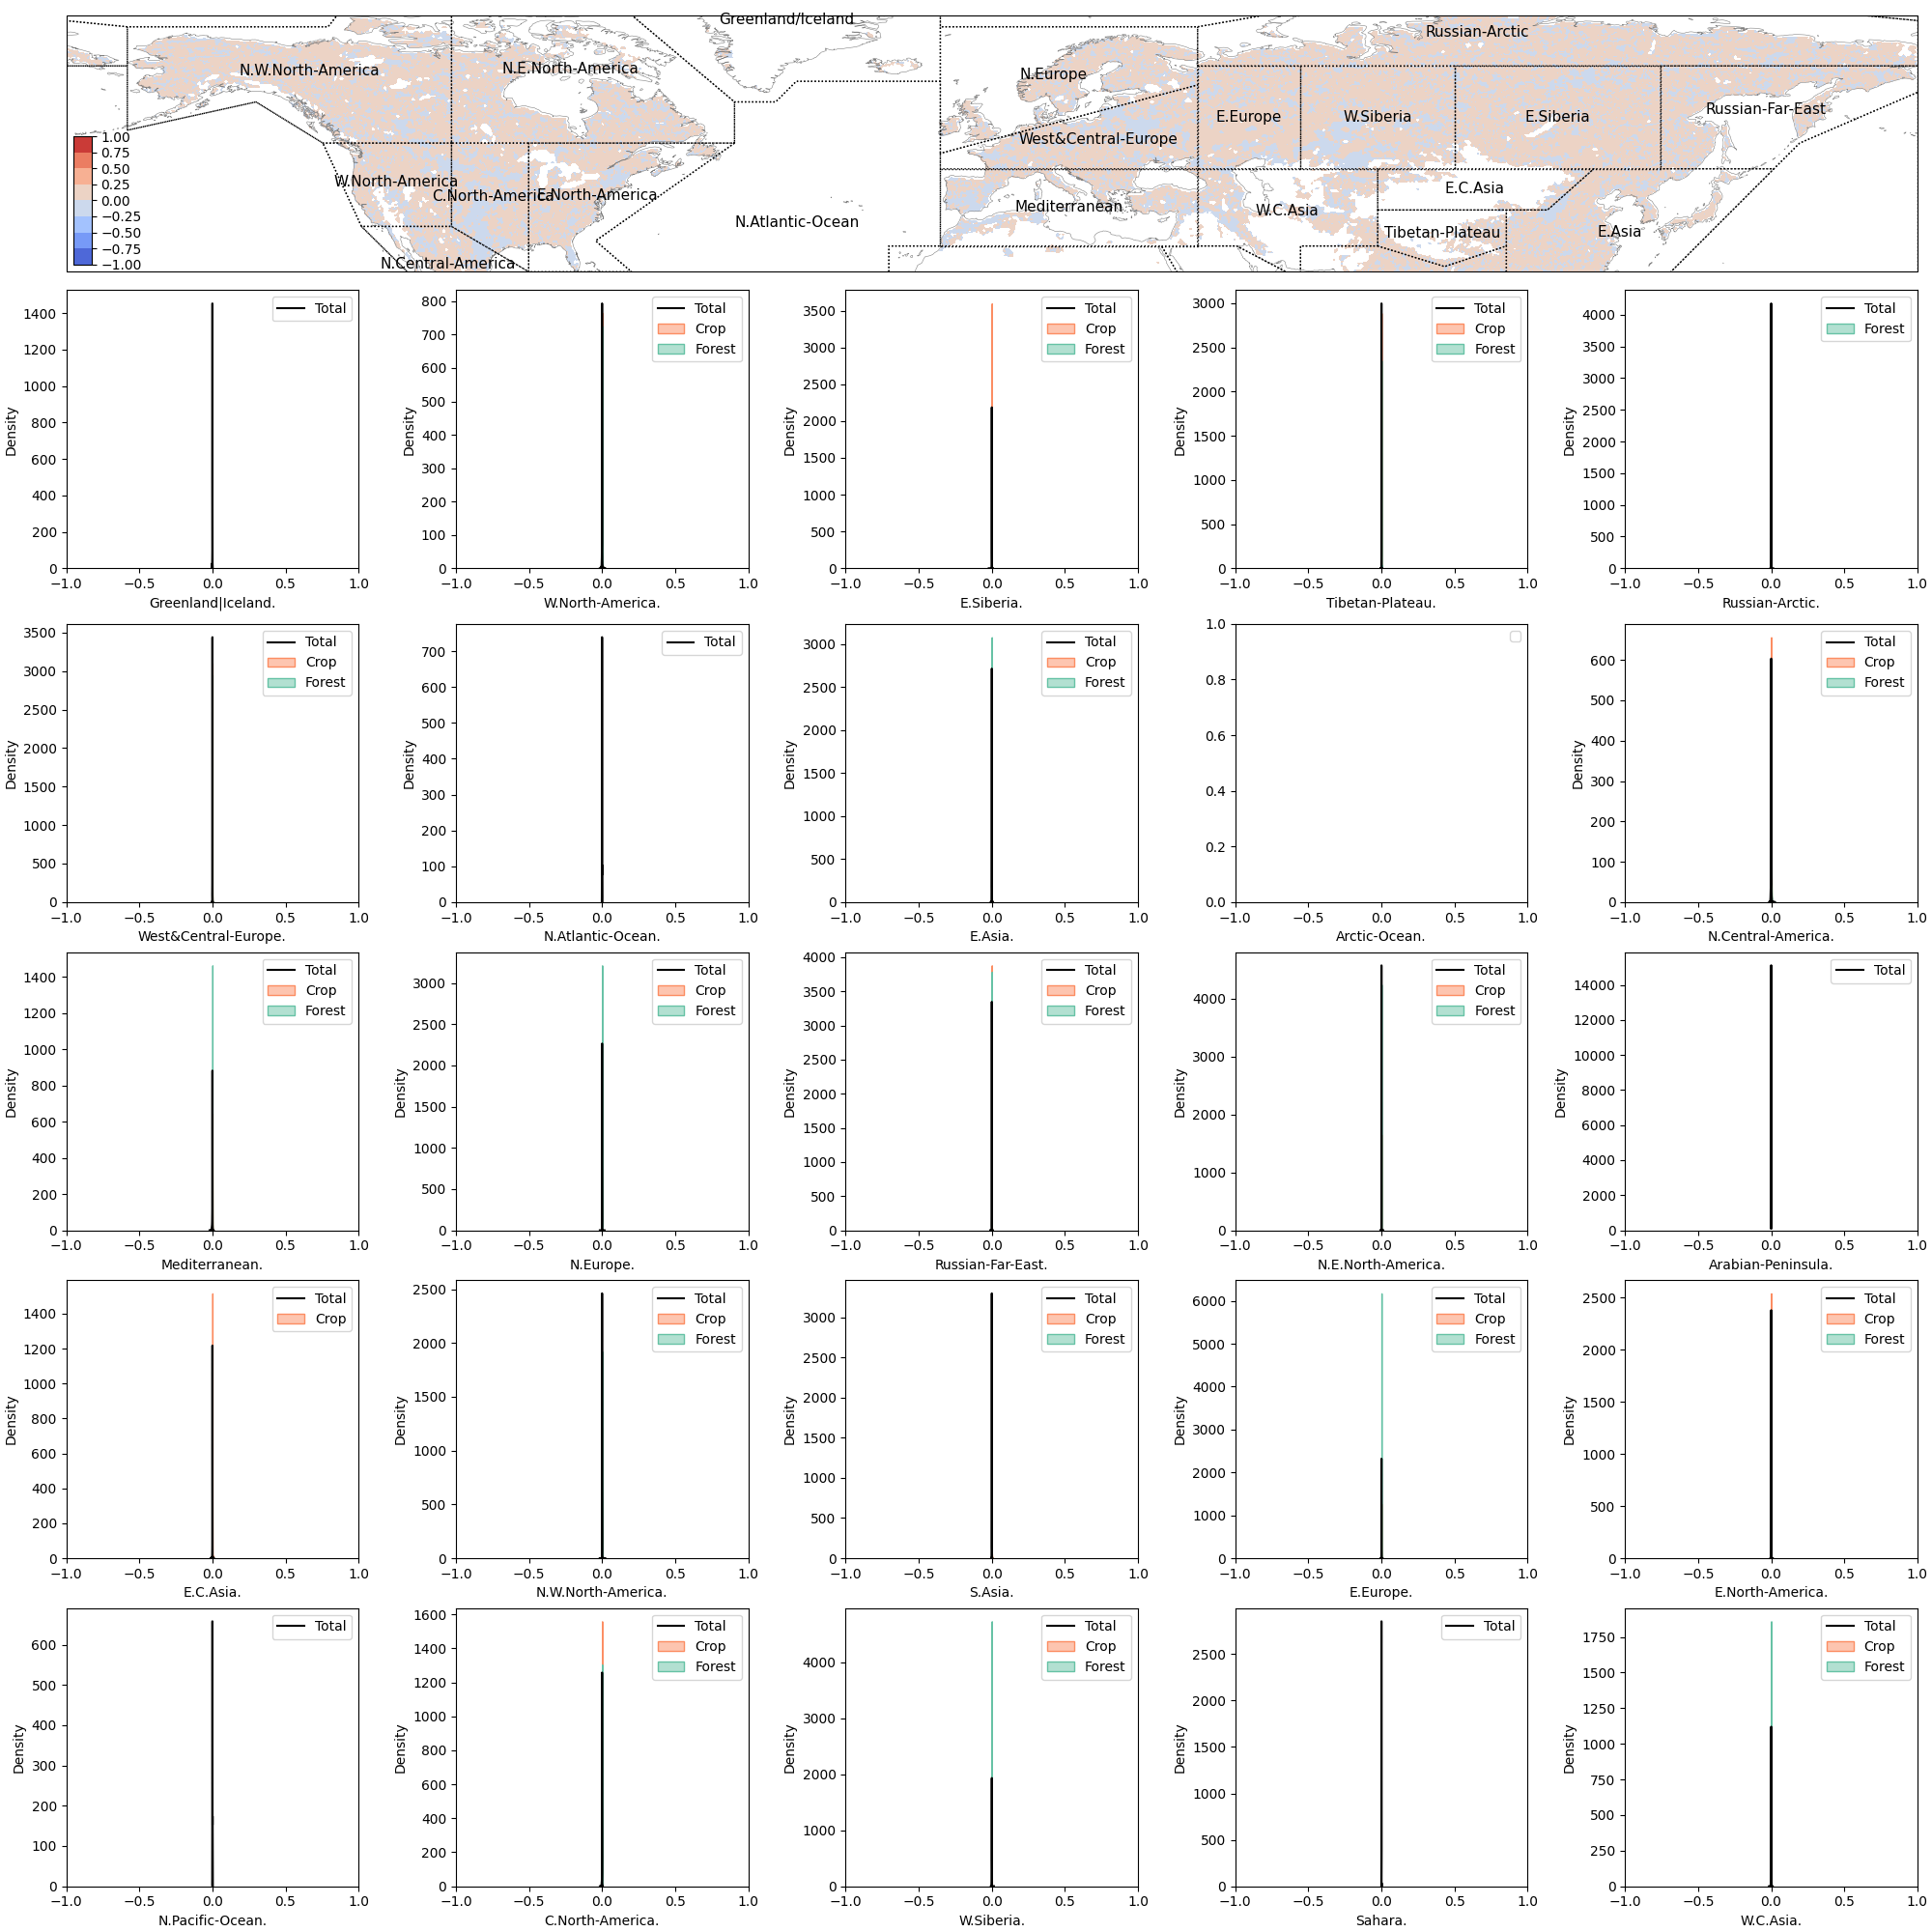 Greenland/Iceland
Russian-Arctic
N.W.North-America
N.E.North-America
N.Europe
E.Europe
W.Siberia
E.Siberia
Russian-Far-East
West&Central-Europe
W.North-America
C.North-America
E.North-America
N.Atlantic-Ocean
Mediterranean
W.C.Asia
E.C.Asia
Tibetan-Plateau
E.Asia
N.Central-America
1.00
0.75
0.50
0.25
0.00
−0.25
−0.50
−0.75
−1.00
Density
1400
1200
1000
800
600
400
200
0
Total
−1.0 −0.5 0.0 0.5 1.0
Greenland|Iceland.
Density
800
700
600
500
400
300
200
100
0
Total
Crop
Forest
−1.0 −0.5 0.0 0.5 1.0
W.North-America.
Density
3500
3000
2500
2000
1500
1000
500
0
Total
Crop
Forest
−1.0 −0.5 0.0 0.5 1.0
E.Siberia.
Density
3000
2500
2000
1500
1000
500
0
Total
Crop
Forest
−1.0 −0.5 0.0 0.5 1.0
Tibetan-Plateau.
Density
4000
3500
3000
2500
2000
1500
1000
500
0
Total
Forest
−1.0 −0.5 0.0 0.5 1.0
Russian-Arctic.
Density
3500
3000
2500
2000
1500
1000
500
0
Total
Crop
Forest
−1.0 −0.5 0.0 0.5 1.0
West&Central-Europe.
Density
700
600
500
400
300
200
100
0
Total
−1.0 −0.5 0.0 0.5 1.0
N.Atlantic-Ocean.
Density
3000
2500
2000
1500
1000
500
0
Total
Crop
Forest
−1.0 −0.5 0.0 0.5 1.0
E.Asia.
1.0
0.8
0.6
0.4
0.2
0.0
−1.0 −0.5 0.0 0.5 1.0
Arctic-Ocean.
Density
600
500
400
300
200
100
0
Total
Crop
Forest
−1.0 −0.5 0.0 0.5 1.0
N.Central-America.
Density
1400
1200
1000
800
600
400
200
0
Total
Crop
Forest
−1.0 −0.5 0.0 0.5 1.0
Mediterranean.
Density
3000
2500
2000
1500
1000
500
0
Total
Crop
Forest
−1.0 −0.5 0.0 0.5 1.0
N.Europe.
Density
4000
3500
3000
2500
2000
1500
1000
500
0
Total
Crop
Forest
−1.0 −0.5 0.0 0.5 1.0
Russian-Far-East.
Density
4000
3000
2000
1000
0
Total
Crop
Forest
−1.0 −0.5 0.0 0.5 1.0
N.E.North-America.
Density
14000
12000
10000
8000
6000
4000
2000
0
Total
−1.0 −0.5 0.0 0.5 1.0
Arabian-Peninsula.
Density
1400
1200
1000
800
600
400
200
0
Total
Crop
−1.0 −0.5 0.0 0.5 1.0
E.C.Asia.
Density
2500
2000
1500
1000
500
0
Total
Crop
Forest
−1.0 −0.5 0.0 0.5 1.0
N.W.North-America.
Density
3000
2500
2000
1500
1000
500
0
Total
Crop
Forest
−1.0 −0.5 0.0 0.5 1.0
S.Asia.
Density
6000
5000
4000
3000
2000
1000
0
Total
Crop
Forest
−1.0 −0.5 0.0 0.5 1.0
E.Europe.
Density
2500
2000
1500
1000
500
0
Total
Crop
Forest
−1.0 −0.5 0.0 0.5 1.0
E.North-America.
Density
600
500
400
300
200
100
0
Total
−1.0 −0.5 0.0 0.5 1.0
N.Pacific-Ocean.
Density
1600
1400
1200
1000
800
600
400
200
0
Total
Crop
Forest
−1.0 −0.5 0.0 0.5 1.0
C.North-America.
Density
4000
3000
2000
1000
0
Total
Crop
Forest
−1.0 −0.5 0.0 0.5 1.0
W.Siberia.
Density
2500
2000
1500
1000
500
0
Total
−1.0 −0.5 0.0 0.5 1.0
Sahara.
Density
1750
1500
1250
1000
750
500
250
0
Total
Crop
Forest
−1.0 −0.5 0.0 0.5 1.0
W.C.Asia.